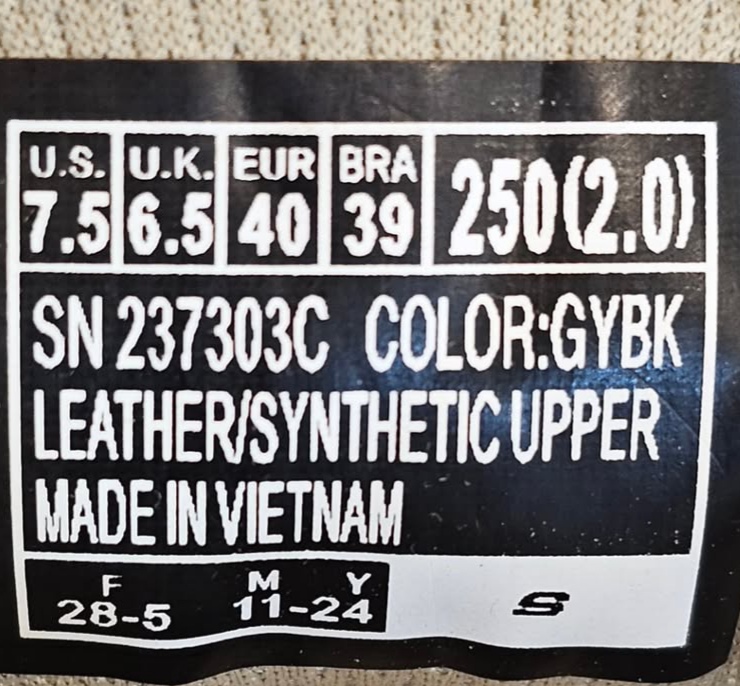 U.S. U.K. EUR BRA
7.5 6.5 40 39 250(2.0)
SN 237303C COLOR:GYBK
LEATHER/SYNTHETIC UPPER
MADE IN VIETNAM
F M Y
28-5 11-24
S